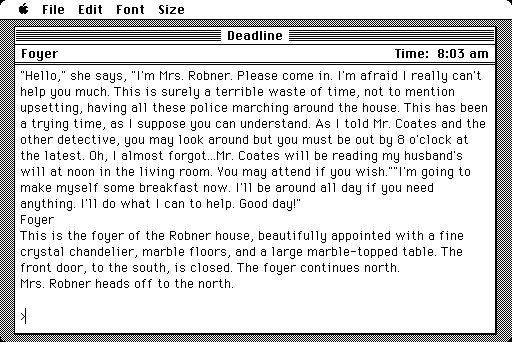 File Edit Font Size
Deadline
Foyer Time: 8:03 am
"Hello," she says, "I'm Mrs. Robner. Please come in. I'm afraid I really can't
help you much. This is surely a terrible waste of time, not to mention
upsetting, having all these police marching around the house. This has been
a trying time, as I suppose you can understand. As I told Mr. Coates and the
other detective, you may look around but you must be out by 8 o'clock at
the latest. Oh, I almost forgot...Mr. Coates will be reading my husband's
will at noon in the living room. You may attend if you wish.""I'm going to
make myself some breakfast now. I'll be around all day if you need
anything. I'll do what I can to help. Good day!"
Foyer
This is the foyer of the Robner house, beautifully appointed with a fine
crystal chandelier, marble floors, and a large marble-topped table. The
front door, to the south, is closed. The foyer continues north.
Mrs. Robner heads off to the north.
>